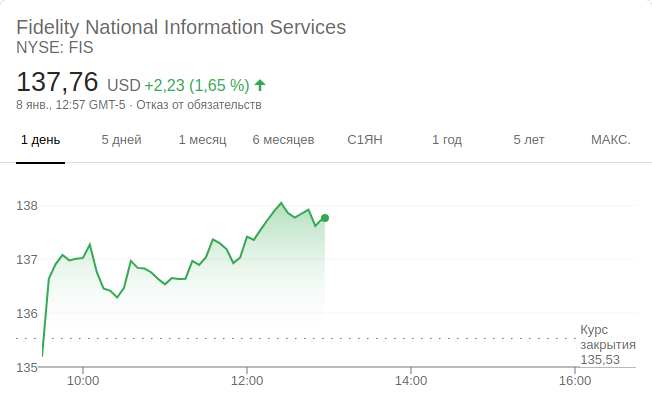 Fidelity National Information Services
NYSE: FIS
137,76 USD +2,23 (1,65 %)
8 янв., 12:57 GMT-5 · Отказ от обязательств
1 день 5 дней 1 месяц 6 месяцев С1ЯН 1 год 5 лет МАКС.
138
137
136
Курс
закрытия
135,53
135
10:00 12:00 14:00 16:00